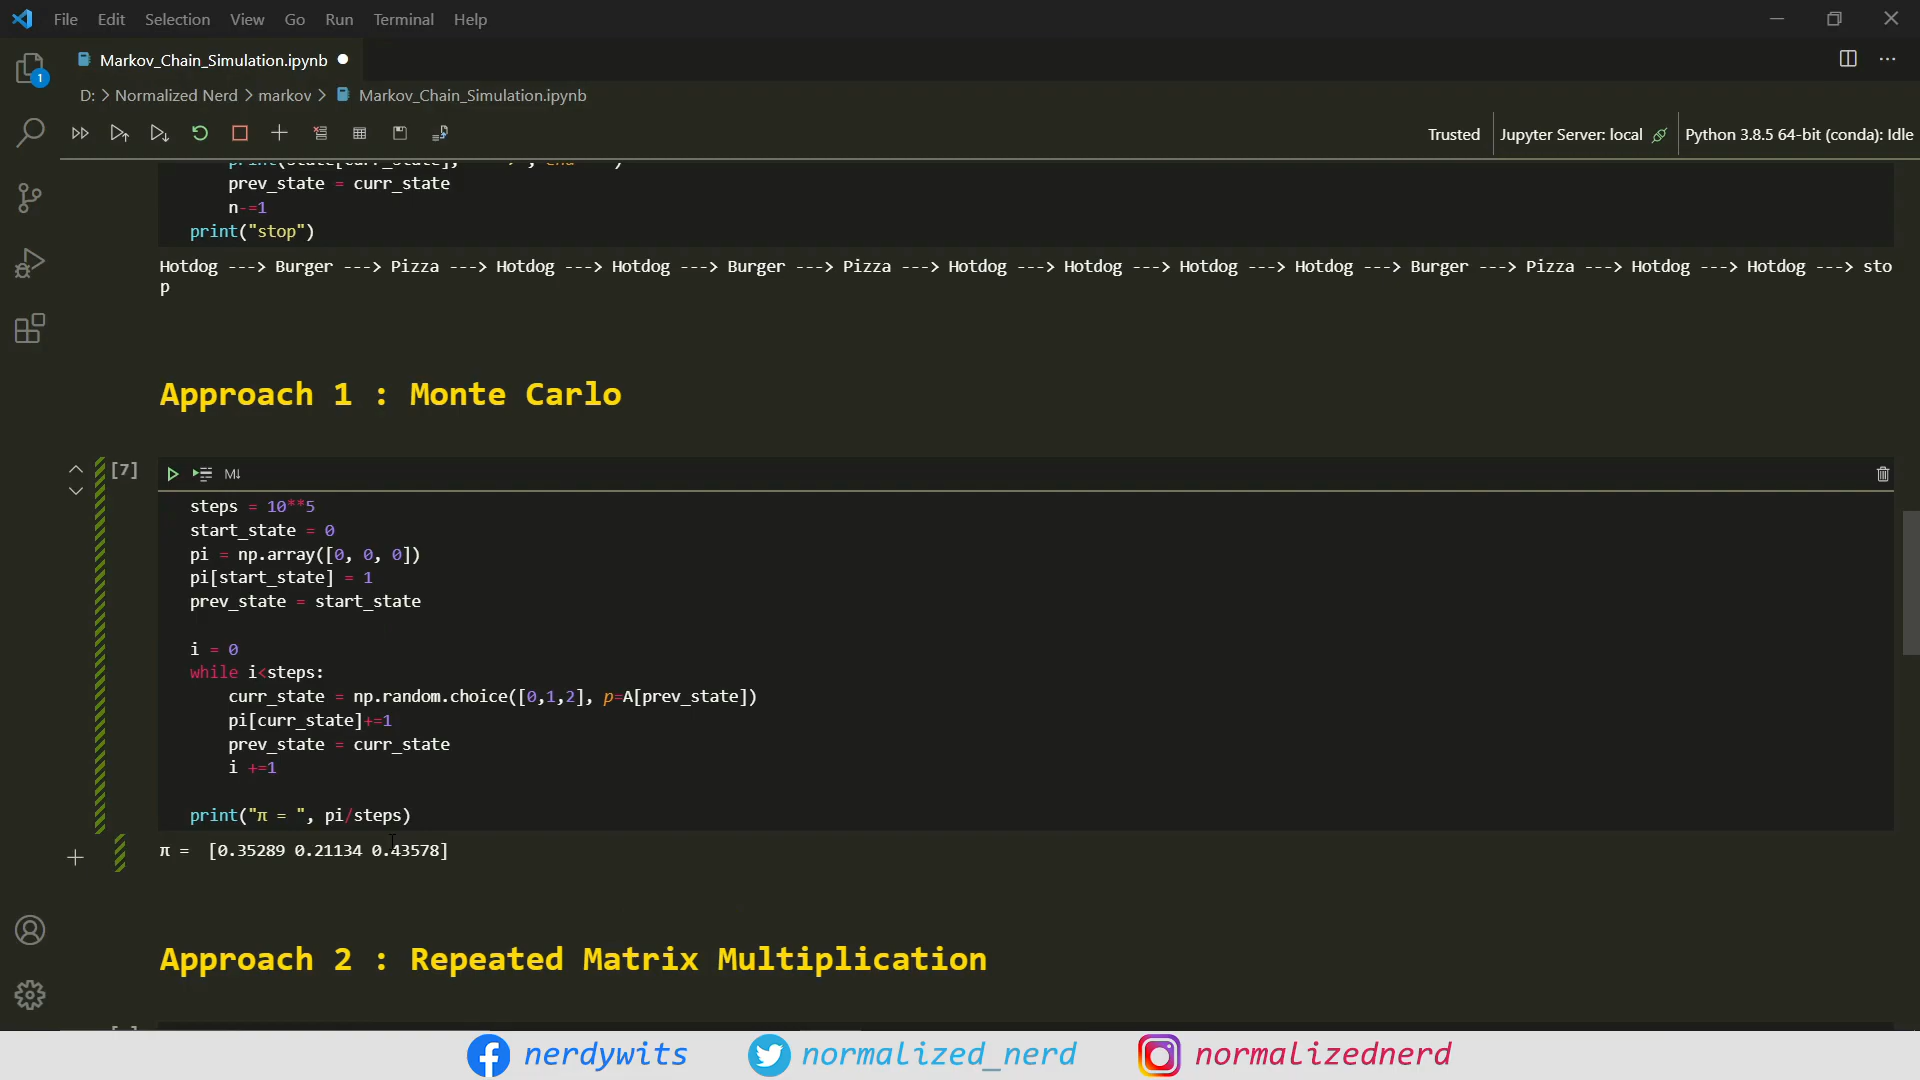 File Edit Selection View Go Run Terminal Help
Markov_Chain_Simulation.ipynb
D: > Normalized Nerd > markov > Markov_Chain_Simulation.ipynb
1
Trusted Jupyter Server: local Python 3.8.5 64-bit (conda): Idle
prev_state = curr_state
n-=1
print("stop")
Hotdog ---> Burger ---> Pizza ---> Hotdog ---> Hotdog ---> Burger ---> Pizza ---> Hotdog ---> Hotdog ---> Hotdog ---> Hotdog ---> Burger ---> Pizza ---> Hotdog ---> Hotdog ---> sto
p
Approach 1 : Monte Carlo
[7]
M↓
steps = 10**5
start_state = 0
pi = np.array([0, 0, 0])
pi[start_state] = 1
prev_state = start_state
i = 0
while i<steps:
curr_state = np.random.choice([0,1,2], p=A[prev_state])
pi[curr_state]+=1
prev_state = curr_state
i +=1
print("π = ", pi/steps)
π = [0.35289 0.21134 0.43578]
Approach 2 : Repeated Matrix Multiplication
nerdywits normalized_nerd normalizednerd